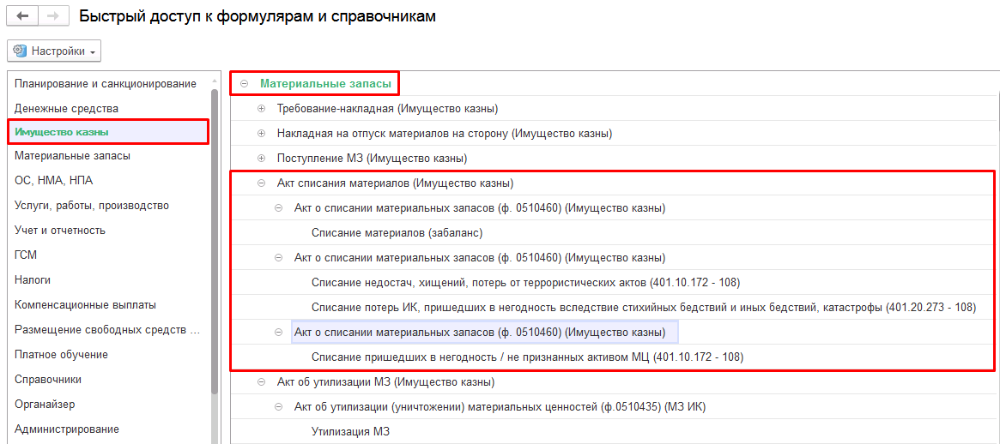 Быстрый доступ к формулярам и справочникам
Настройки
Планирование и санкционирование
Денежные средства
Имущество казны
Материальные запасы
ОС, НМА, НПА
Услуги, работы, производство
Учет и отчетность
ГСМ
Налоги
Компенсационные выплаты
Размещение свободных средств ...
Платное обучение
Справочники
Органайзер
Администрирование
Материальные запасы
Требование-накладная (Имущество казны)
Накладная на отпуск материалов на сторону (Имущество казны)
Поступление МЗ (Имущество казны)
Акт списания материалов (Имущество казны)
Акт о списании материальных запасов (ф. 0510460) (Имущество казны)
Списание материалов (забаланс)
Акт о списании материальных запасов (ф. 0510460) (Имущество казны)
Списание недостач, хищений, потерь от террористических актов (401.10.172 - 108)
Списание потерь ИК, пришедших в негодность вследствие стихийных бедствий и иных бедствий, катастрофы (401.20.273 - 108)
Акт о списании материальных запасов (ф. 0510460) (Имущество казны)
Списание пришедших в негодность / не признанных активом МЦ (401.10.172 - 108)
Акт об утилизации МЗ (Имущество казны)
Акт об утилизации (уничтожении) материальных ценностей (ф.0510435) (МЗ ИК)
Утилизация МЗ